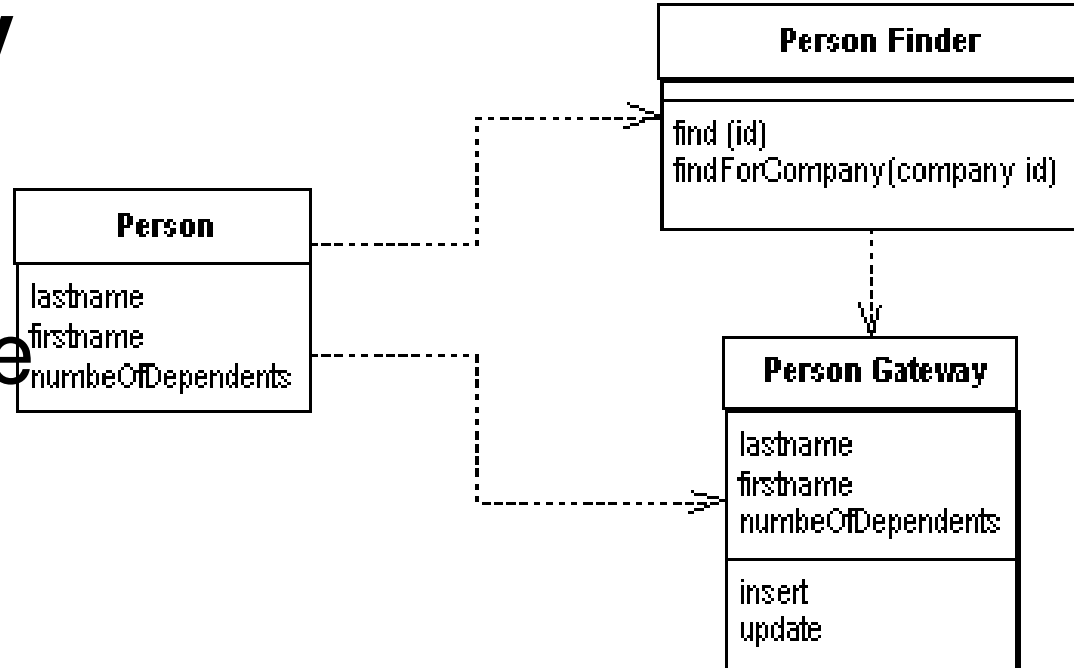 y
Person Finder
find (id)
findForCompany(company id)
Person
lastname
firstname
numbeOfDependents
e
Person Gateway
lastname
firstname
numbeOfDependents
insert
update